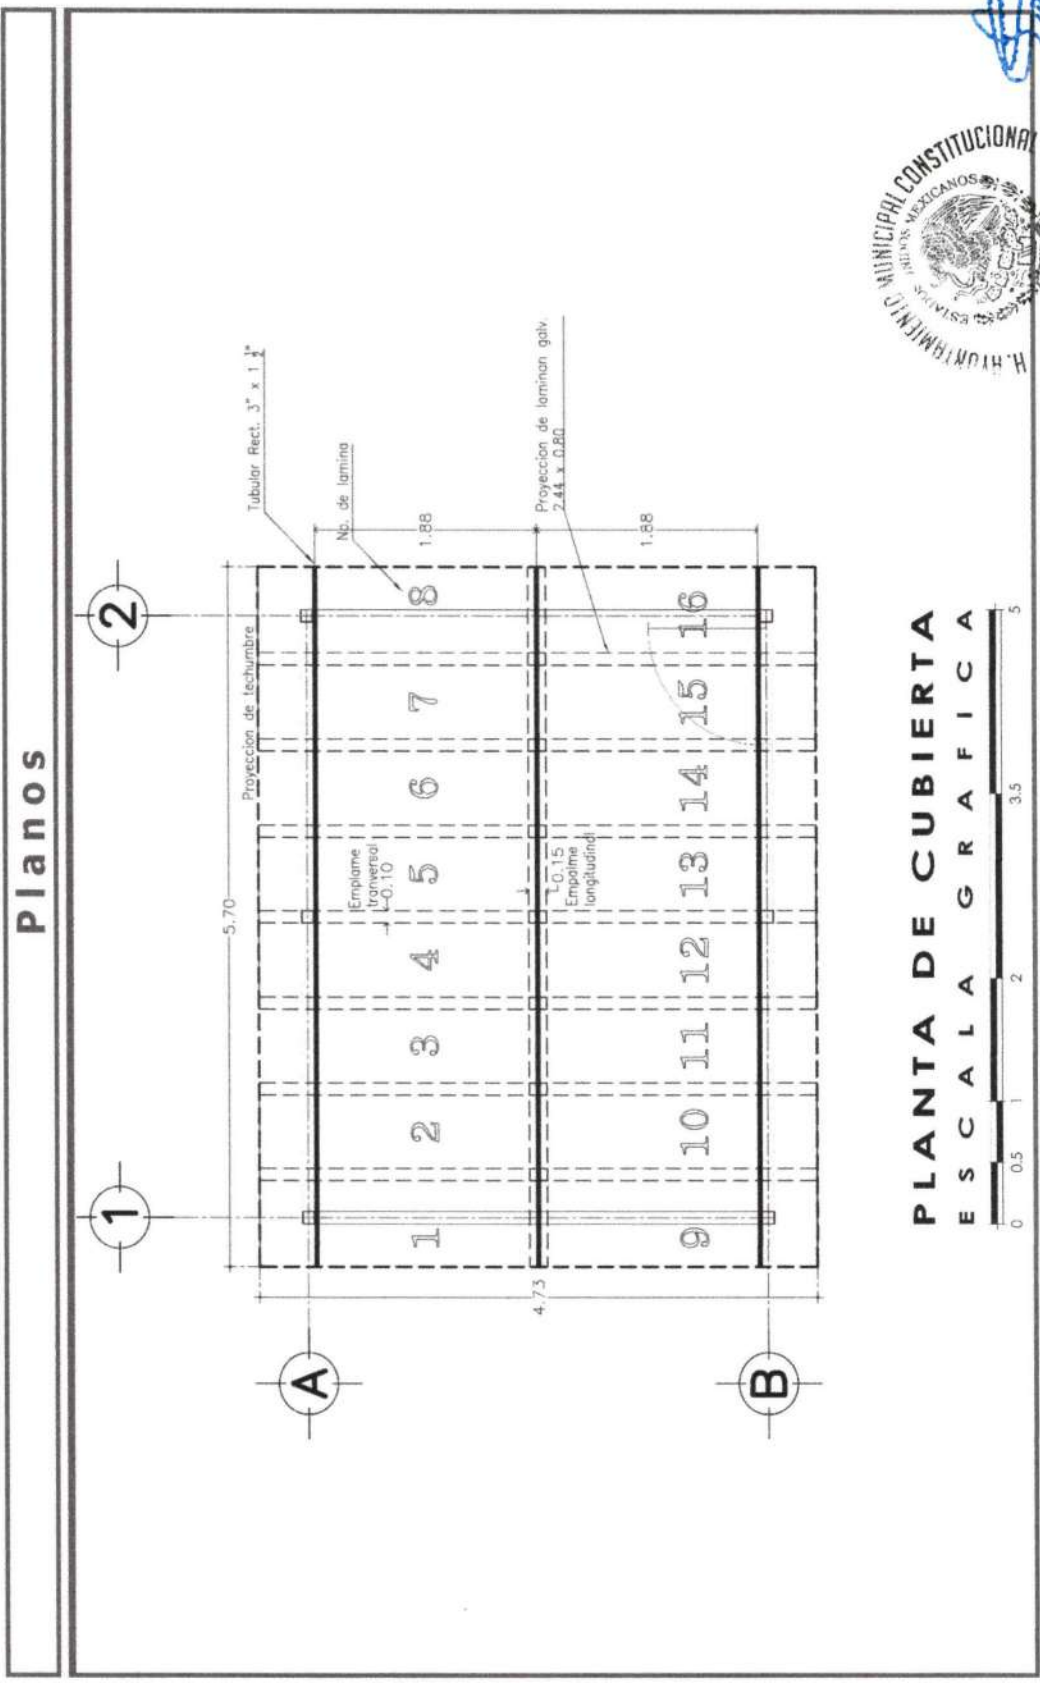 Planos
1
2
5.70
Proyeccion de techumbre
Tubular Rect. 3" x 1 1/2"
No. de lamina
A
1
2
3
4
5
6
7
8
Emplame
tranversal
0.10
1.88
4.73
0.15
Empalme
longitudinal
Proyeccion de laminan galv.
2.44 x 0.80
9
10
11
12
13
14
15
16
1.88
B
PLANTA DE CUBIERTA
ESCALA GRAFICA
0 0.5 1 2 3.5 5
H. AYUNTAMIENTO MUNICIPAL CONSTITUCIONAL
ESTADOS UNIDOS MEXICANOS